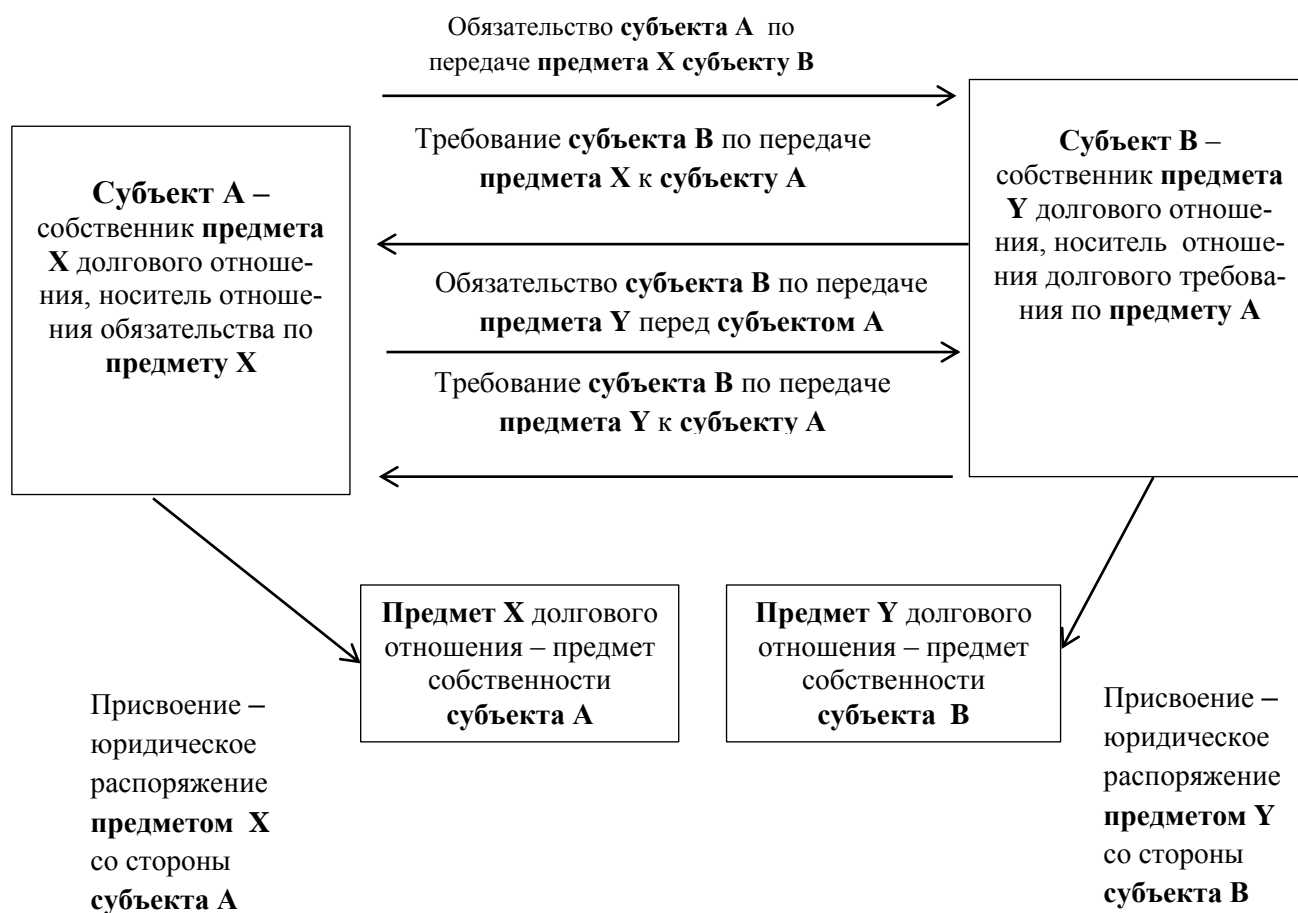 Обязательство субъекта А по
передаче предмета X субъекту В
Требование субъекта В по передаче
предмета X к субъекту А
Обязательство субъекта В по передаче
предмета Y перед субъектом А
Требование субъекта В по передаче
предмета Y к субъекту А
Субъект А –
собственник предмета
X долгового отноше-
ния, носитель отноше-
ния обязательства по
предмету X
Субъект В –
собственник предмета
Y долгового отноше-
ния, носитель отноше-
ния долгового требова-
ния по предмету А
Предмет X долгового
отношения – предмет
собственности
субъекта А
Предмет Y долгового
отношения – предмет
собственности
субъекта В
Присвоение –
юридическое
распоряжение
предметом X
со стороны
субъекта А
Присвоение –
юридическое
распоряжение
предметом Y
со стороны
субъекта В